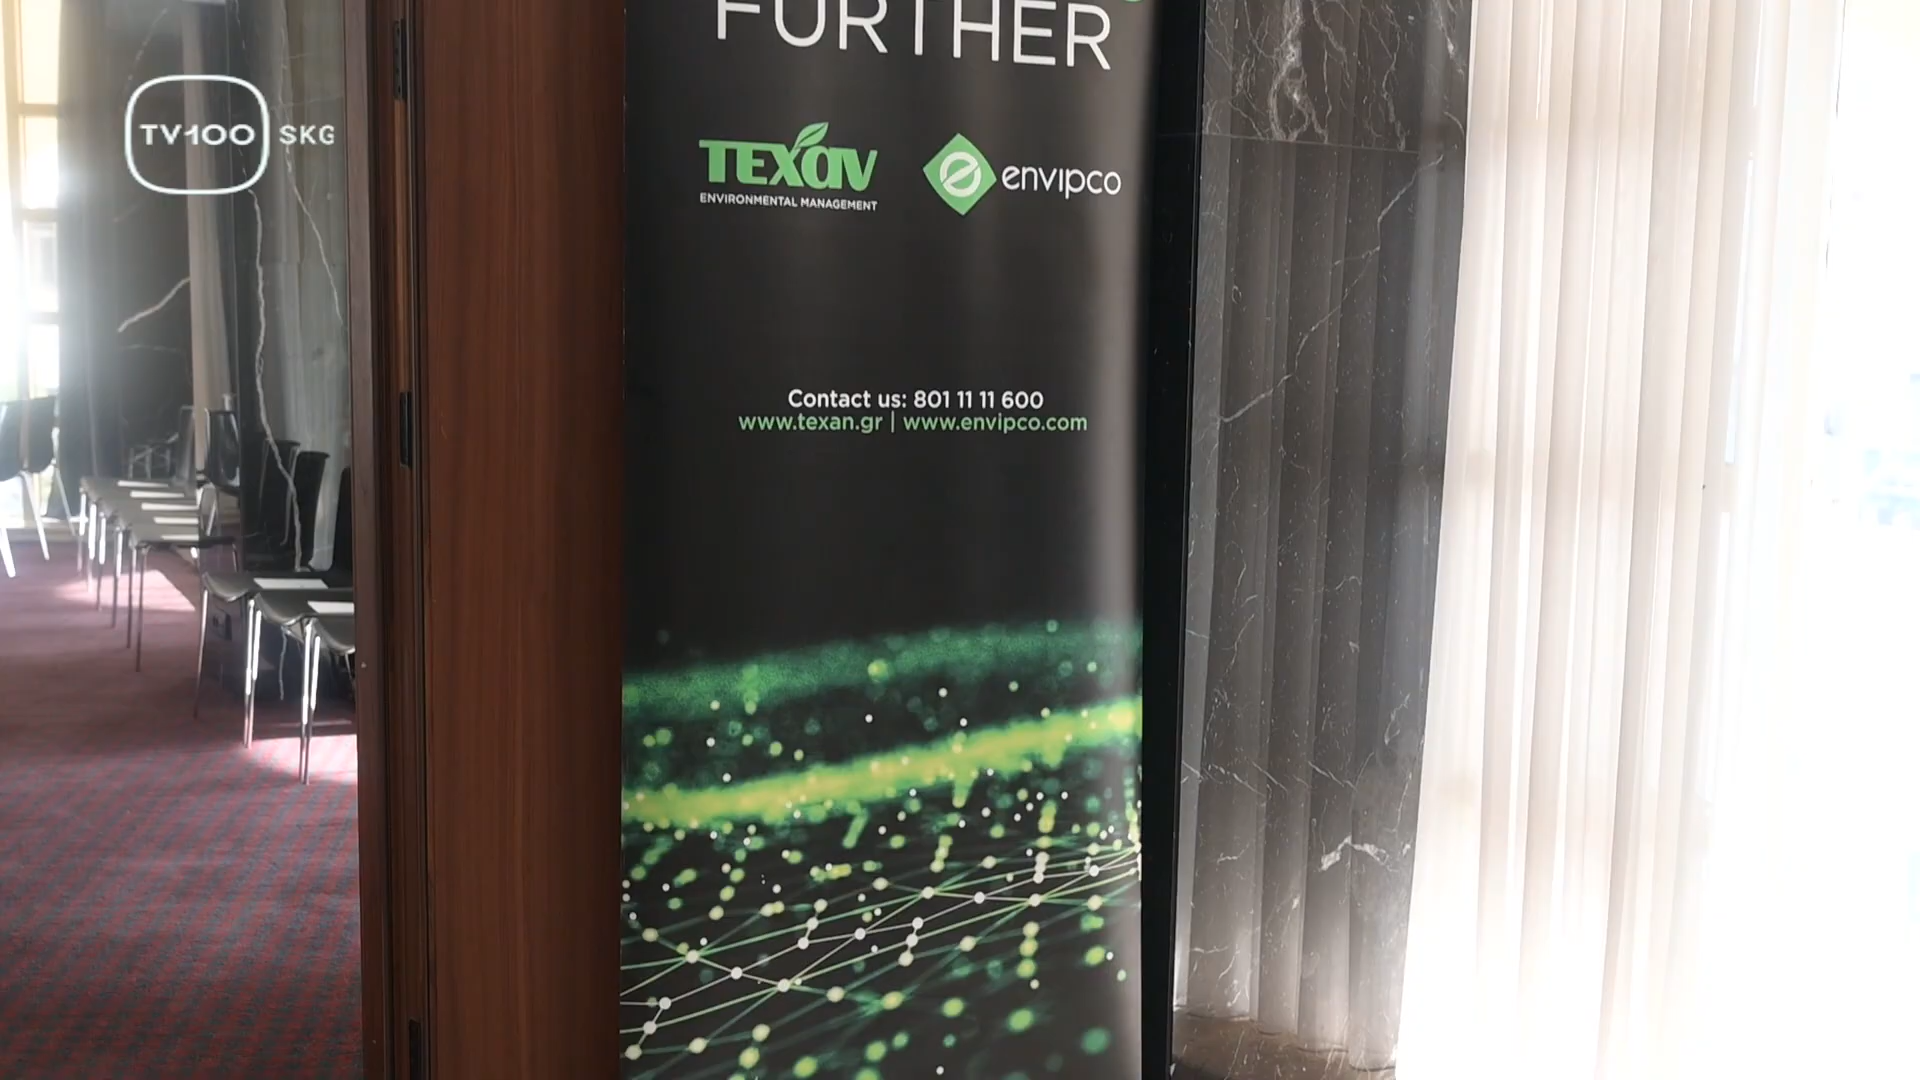 FURTHER
TV100 SKG
TEXAN
ENVIRONMENTAL MANAGEMENT
envipco
Contact us: 801 11 11 600
www.texan.gr | www.envipco.com